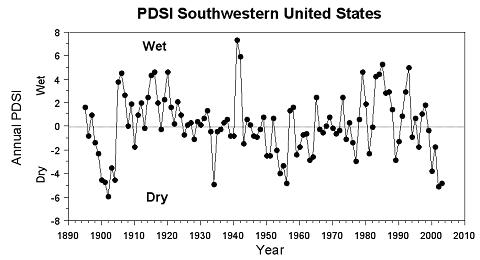 PDSI Southwestern United States
8
6
4
2
0
-2
-4
-6
-8
Annual PDSI
Wet
Dry
Wet
Dry
1890 1900 1910 1920 1930 1940 1950 1960 1970 1980 1990 2000 2010
Year